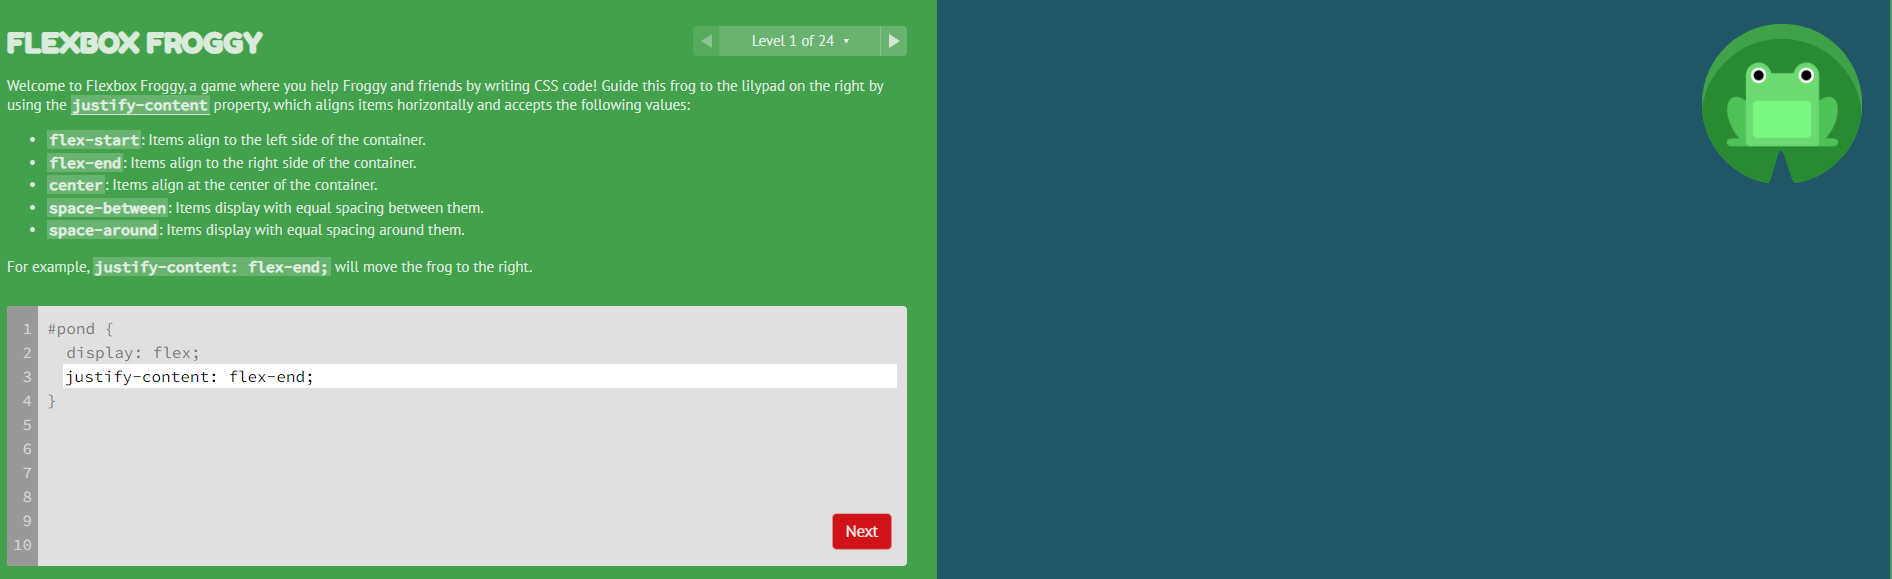 FLEXBOX FROGGY
◀ Level 1 of 24 ▾ ▶
Welcome to Flexbox Froggy, a game where you help Froggy and friends by writing CSS code! Guide this frog to the lilypad on the right by
using the justify-content property, which aligns items horizontally and accepts the following values:
• flex-start: Items align to the left side of the container.
• flex-end: Items align to the right side of the container.
• center: Items align at the center of the container.
• space-between: Items display with equal spacing between them.
• space-around: Items display with equal spacing around them.
For example, justify-content: flex-end; will move the frog to the right.
1 #pond {
2 display: flex;
3 justify-content: flex-end;
4 }
5
6
7
8
9
Next
10